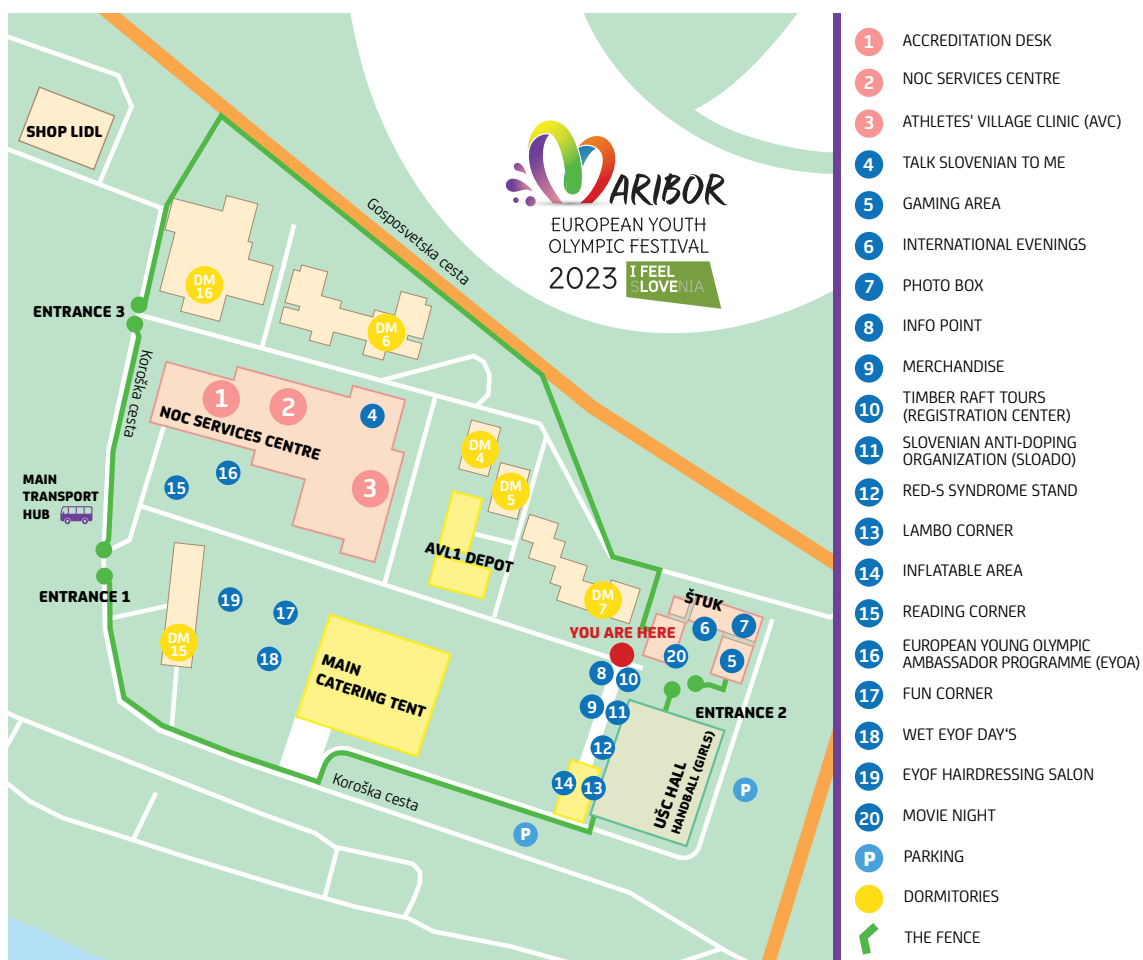 SHOP LIDL
Gosposvetska cesta
ARIBOR
EUROPEAN YOUTH
OLYMPIC FESTIVAL
2023
I FEEL
SLOVENIA
DM
16
DM
6
ENTRANCE 3
Koroška cesta
1
2
4
NOC SERVICES CENTRE
3
15
16
DM
4
DM
5
MAIN
TRANSPORT
HUB
AVL1 DEPOT
ENTRANCE 1
19
17
18
DM
15
DM
7
ŠTUK
6
7
5
20
YOU ARE HERE
MAIN
CATERING TENT
8
10
9
11
12
14
13
ENTRANCE 2
UŠC HALL
HANDBALL (GIRLS)
Koroška cesta
P
P
1 ACCREDITATION DESK
2 NOC SERVICES CENTRE
3 ATHLETES' VILLAGE CLINIC (AVC)
4 TALK SLOVENIAN TO ME
5 GAMING AREA
6 INTERNATIONAL EVENINGS
7 PHOTO BOX
8 INFO POINT
9 MERCHANDISE
10 TIMBER RAFT TOURS
(REGISTRATION CENTER)
11 SLOVENIAN ANTI-DOPING
ORGANIZATION (SLOADO)
12 RED-S SYNDROME STAND
13 LAMBO CORNER
14 INFLATABLE AREA
15 READING CORNER
16 EUROPEAN YOUNG OLYMPIC
AMBASSADOR PROGRAMME (EYOA)
17 FUN CORNER
18 WET EYOF DAY'S
19 EYOF HAIRDRESSING SALON
20 MOVIE NIGHT
P PARKING
DORMITORIES
THE FENCE